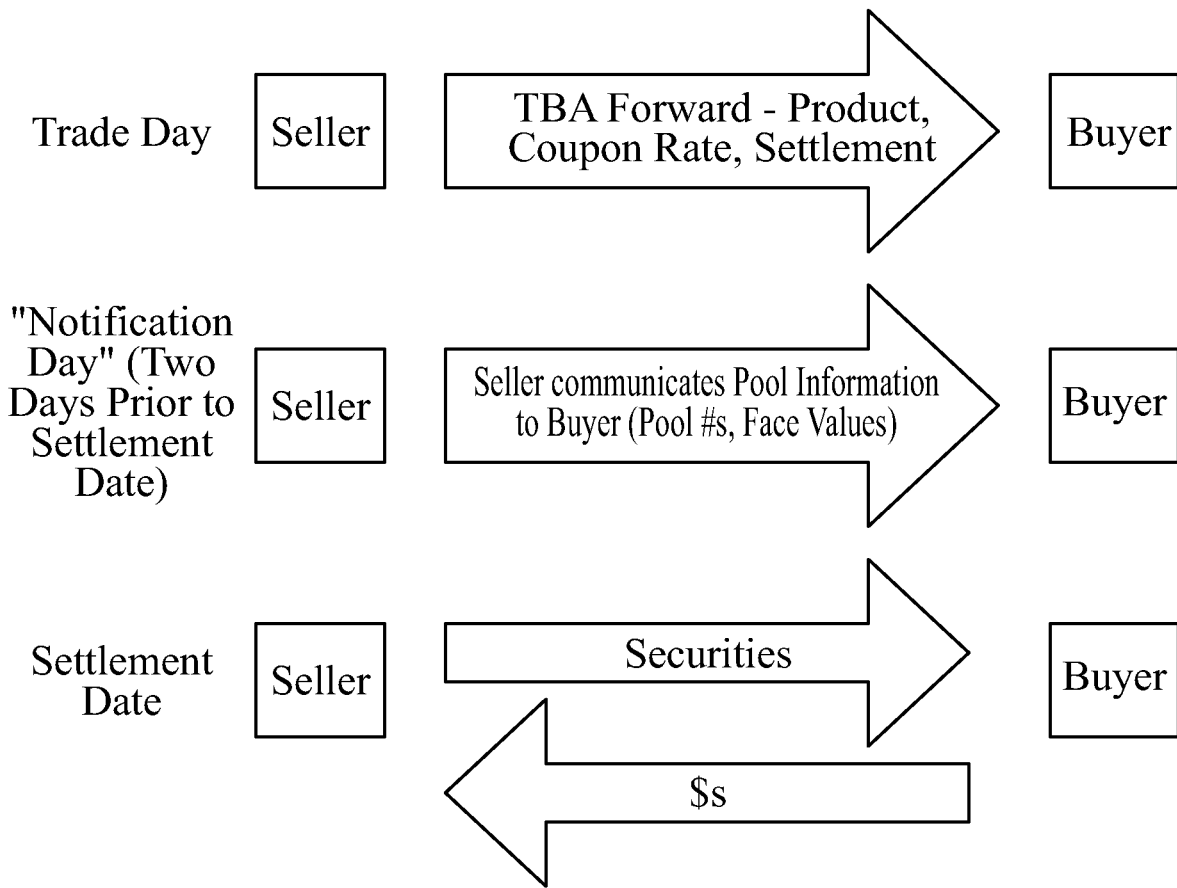 Trade Day
Seller
TBA Forward - Product,
Coupon Rate, Settlement
Buyer
"Notification
Day" (Two
Days Prior to
Settlement
Date)
Seller
Seller communicates Pool Information
to Buyer (Pool #s, Face Values)
Buyer
Settlement
Date
Seller
Securities
Buyer
$s